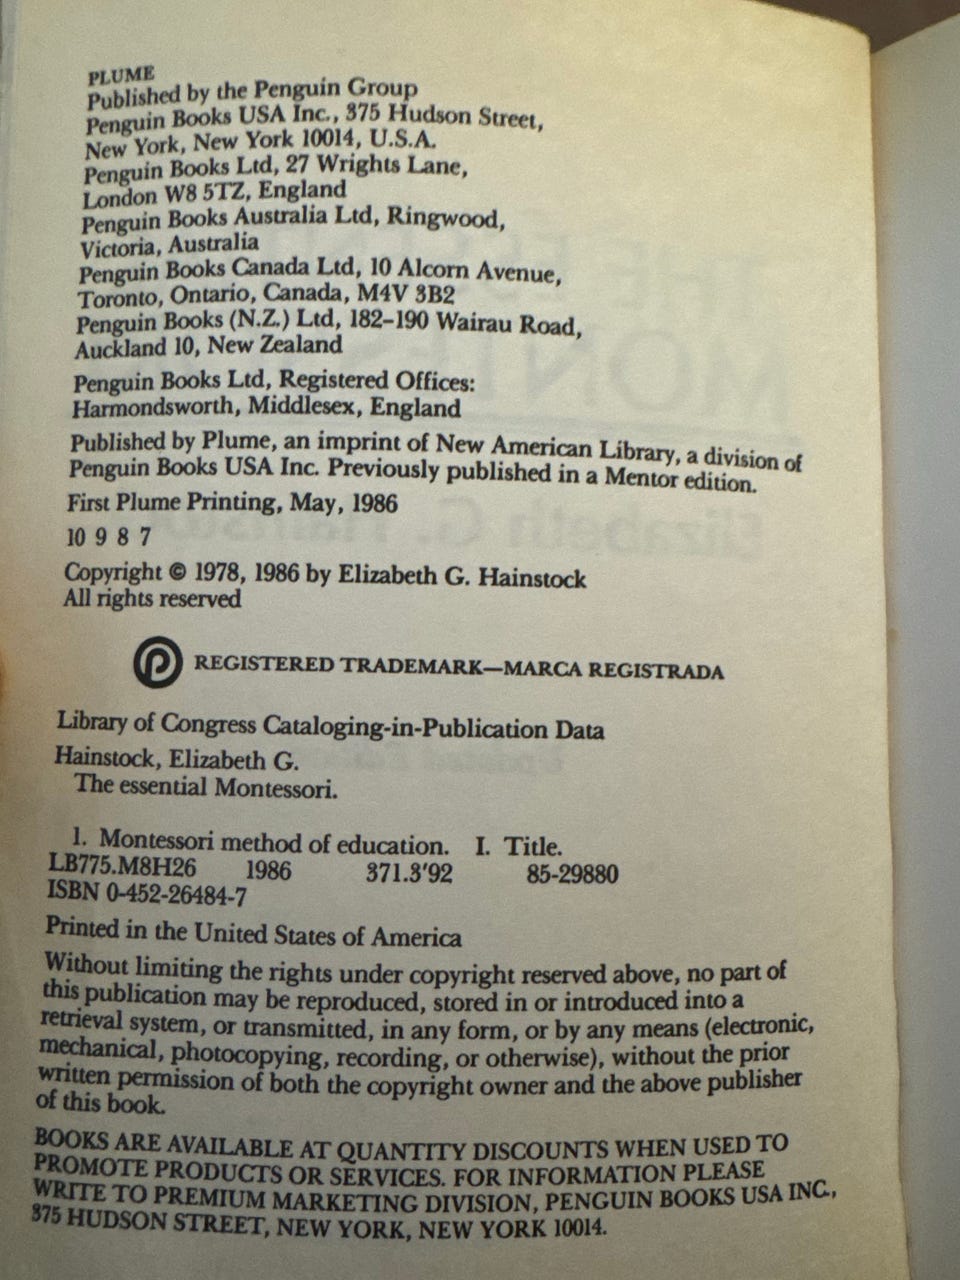 PLUME
Published by the Penguin Group
Penguin Books USA Inc., 375 Hudson Street,
New York, New York 10014, U.S.A.
Penguin Books Ltd, 27 Wrights Lane,
London W8 5TZ, England
Penguin Books Australia Ltd, Ringwood,
Victoria, Australia
Penguin Books Canada Ltd, 10 Alcorn Avenue,
Toronto, Ontario, Canada, M4V 3B2
Penguin Books (N.Z.) Ltd, 182–190 Wairau Road,
Auckland 10, New Zealand
Penguin Books Ltd, Registered Offices:
Harmondsworth, Middlesex, England
Published by Plume, an imprint of New American Library, a division of
Penguin Books USA Inc. Previously published in a Mentor edition.
First Plume Printing, May, 1986
10 9 8 7
Copyright © 1978, 1986 by Elizabeth G. Hainstock
All rights reserved
REGISTERED TRADEMARK—MARCA REGISTRADA
Library of Congress Cataloging-in-Publication Data
Hainstock, Elizabeth G.
The essential Montessori.
1. Montessori method of education. I. Title.
LB775.M8H26 1986 371.3'92 85-29880
ISBN 0-452-26484-7
Printed in the United States of America
Without limiting the rights under copyright reserved above, no part of
this publication may be reproduced, stored in or introduced into a
retrieval system, or transmitted, in any form, or by any means (electronic,
mechanical, photocopying, recording, or otherwise), without the prior
written permission of both the copyright owner and the above publisher
of this book.
BOOKS ARE AVAILABLE AT QUANTITY DISCOUNTS WHEN USED TO
PROMOTE PRODUCTS OR SERVICES. FOR INFORMATION PLEASE
WRITE TO PREMIUM MARKETING DIVISION, PENGUIN BOOKS USA INC.,
375 HUDSON STREET, NEW YORK, NEW YORK 10014.